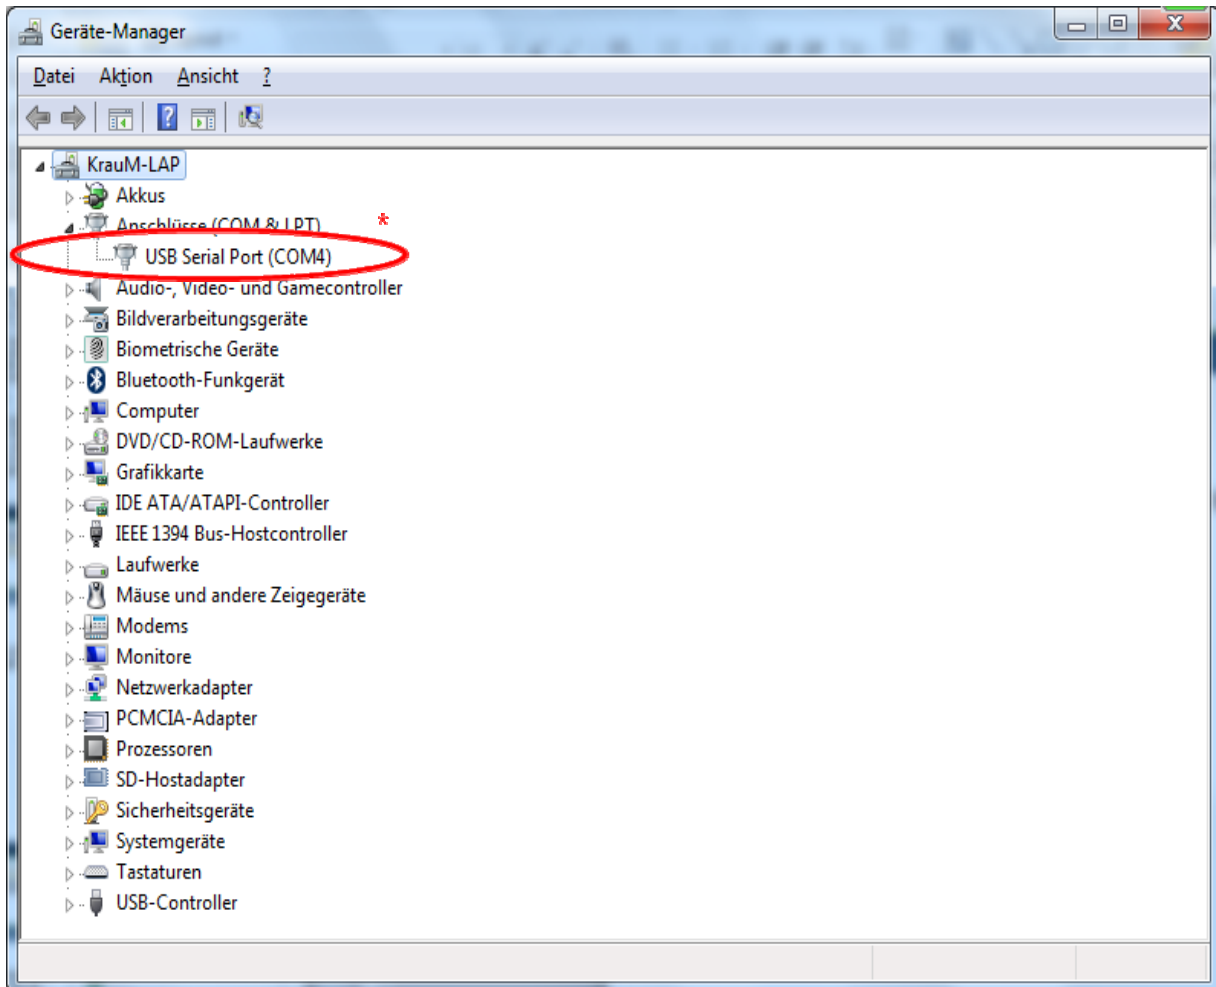 Geräte-Manager
Datei Aktion Ansicht ?
KrauM-LAP
Akkus
Anschlüsse (COM & LPT) *
USB Serial Port (COM4)
Audio-, Video- und Gamecontroller
Bildverarbeitungsgeräte
Biometrische Geräte
Bluetooth-Funkgerät
Computer
DVD/CD-ROM-Laufwerke
Grafikkarte
IDE ATA/ATAPI-Controller
IEEE 1394 Bus-Hostcontroller
Laufwerke
Mäuse und andere Zeigegeräte
Modems
Monitore
Netzwerkadapter
PCMCIA-Adapter
Prozessoren
SD-Hostadapter
Sicherheitsgeräte
Systemgeräte
Tastaturen
USB-Controller